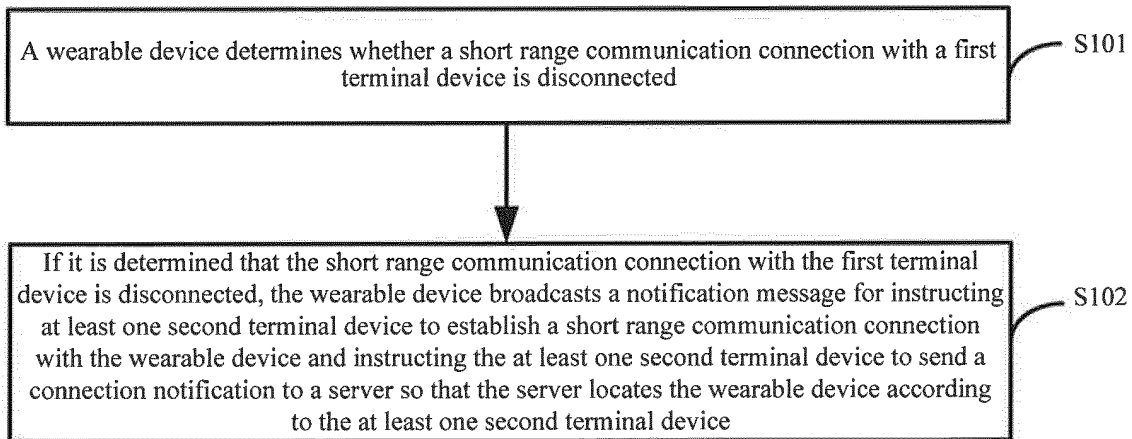 A wearable device determines whether a short range communication connection with a first
terminal device is disconnected
S101
If it is determined that the short range communication connection with the first terminal
device is disconnected, the wearable device broadcasts a notification message for instructing
at least one second terminal device to establish a short range communication connection
with the wearable device and instructing the at least one second terminal device to send a
connection notification to a server so that the server locates the wearable device according
to the at least one second terminal device
S102